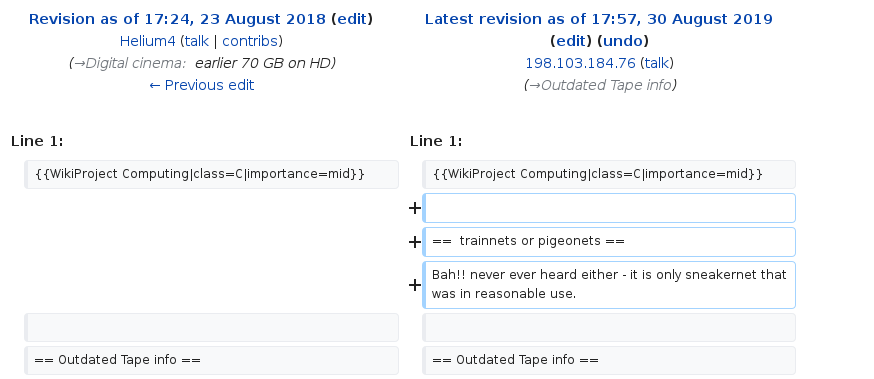 Revision as of 17:24, 23 August 2018 (edit)
Helium4 (talk | contribs)
(→Digital cinema: earlier 70 GB on HD)
← Previous edit
Latest revision as of 17:57, 30 August 2019
(edit) (undo)
198.103.184.76 (talk)
(→Outdated Tape info)
Line 1:
Line 1:
{{WikiProject Computing|class=C|importance=mid}}
{{WikiProject Computing|class=C|importance=mid}}
+
+ == trainnets or pigeonets ==
+ Bah!! never ever heard either - it is only sneakernet that
was in reasonable use.
== Outdated Tape info ==
== Outdated Tape info ==